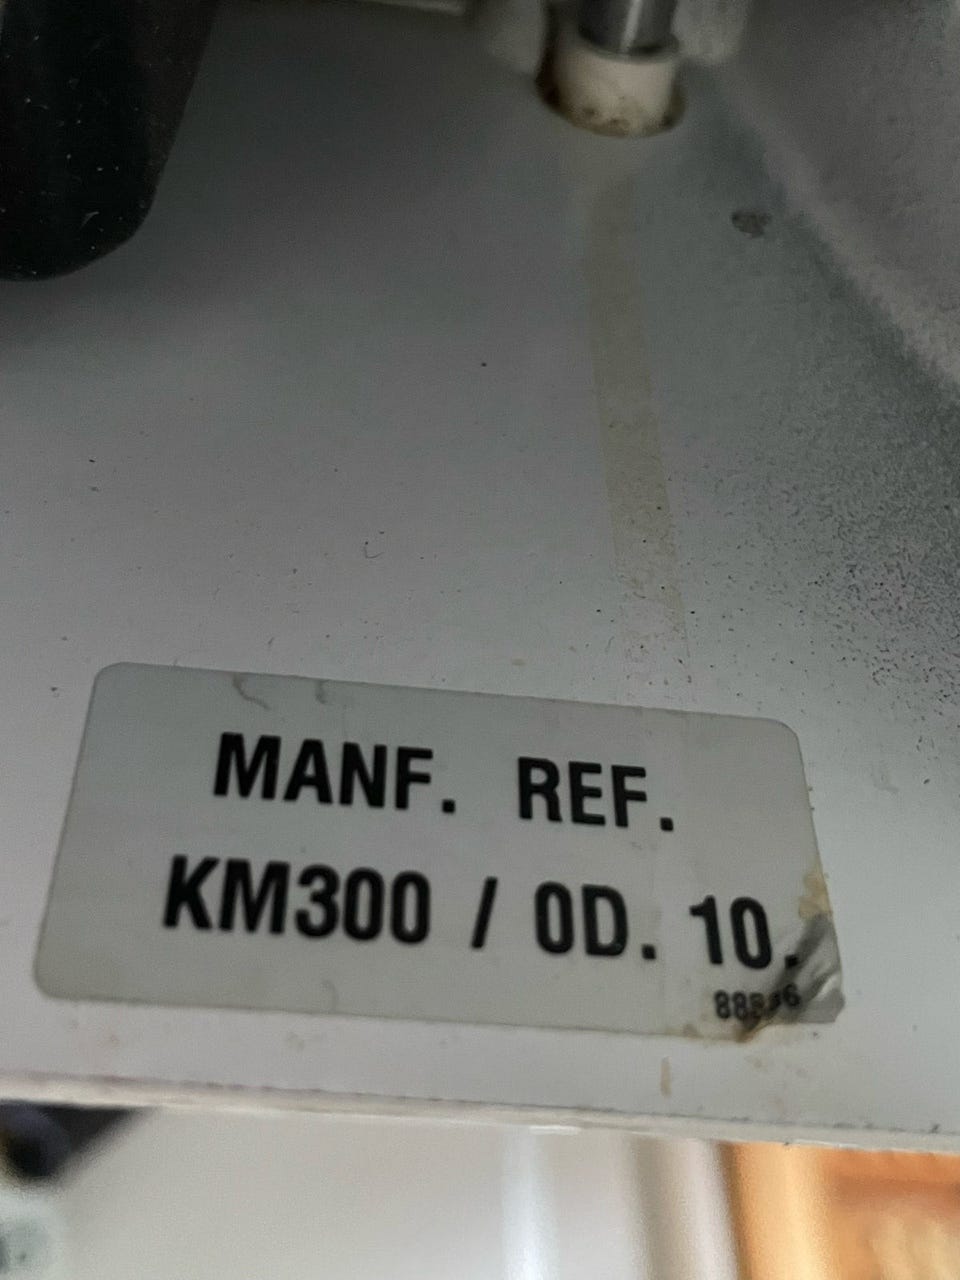 MANF. REF.
KM300 / 0D. 10.